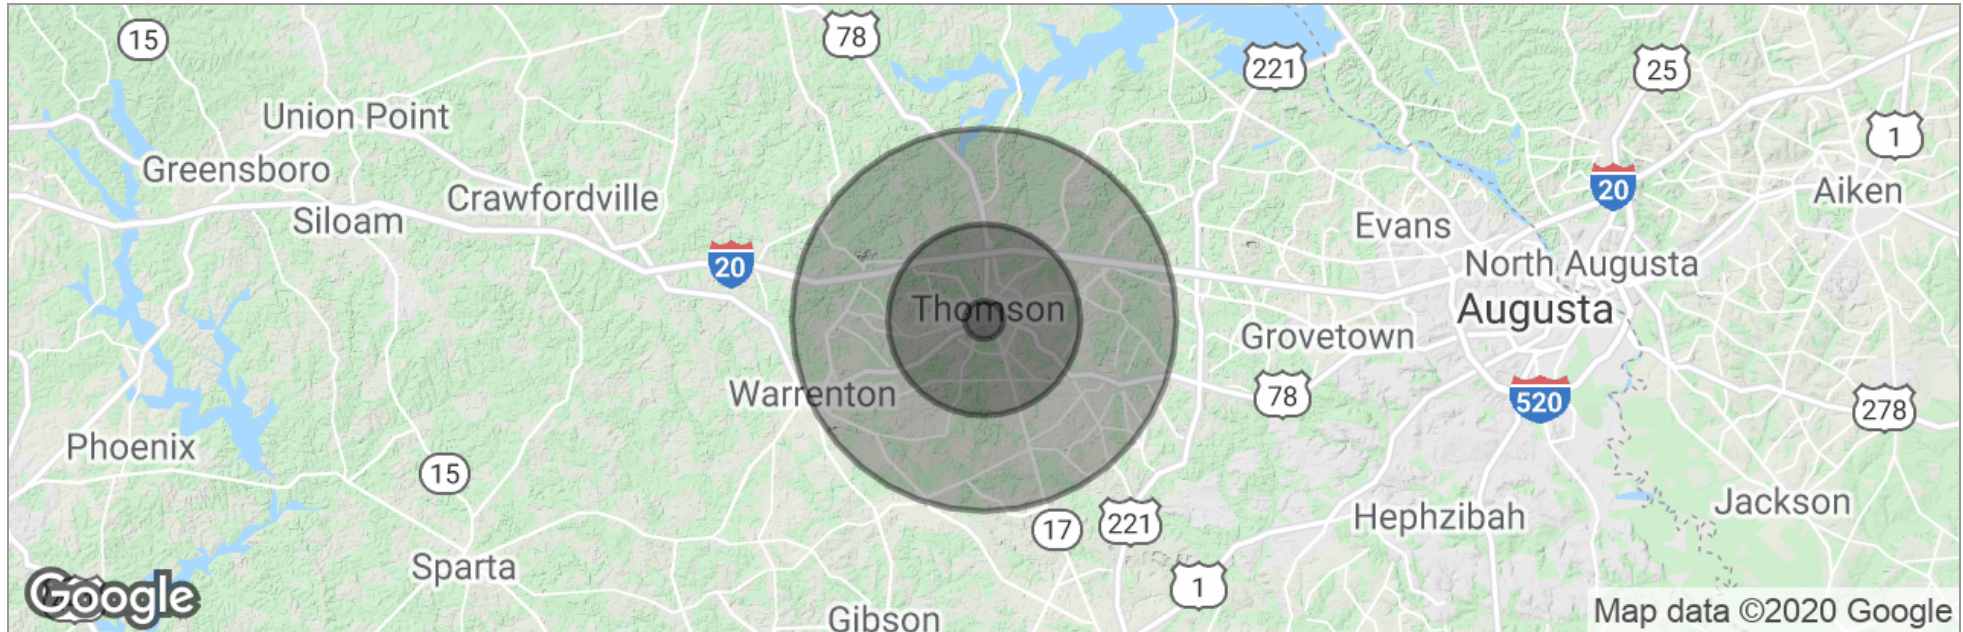 15
78
221
25
Union Point
1
Greensboro
20
Aiken
Crawfordville
Siloam
Evans
20
North Augusta
Thomson
Augusta
Grovetown
Warrenton
78
520
278
Phoenix
15
Jackson
17
221
Hephzibah
Sparta
1
Google
Gibson
Map data ©2020 Google